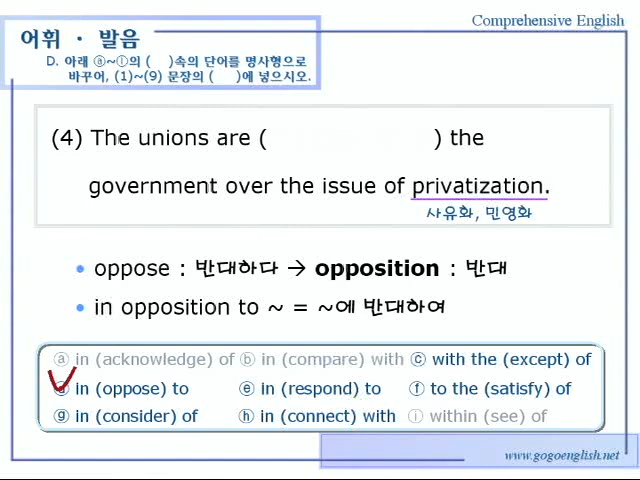 Comprehensive English
어휘 · 발음
D. 아래 ⓐ~ⓘ의 ( )속의 단어를 명사형으로
바꾸어, (1)~(9) 문장의 ( )에 넣으시오.
(4) The unions are ( ) the
government over the issue of privatization.
사유화, 민영화
• oppose : 반대하다 → opposition : 반대
• in opposition to ~ = ~에 반대하여
ⓐ in (acknowledge) of ⓑ in (compare) with ⓒ with the (except) of
ⓓ in (oppose) to ⓔ in (respond) to ⓕ to the (satisfy) of
ⓖ in (consider) of ⓗ in (connect) with ⓘ within (see) of
www.gogoenglish.net